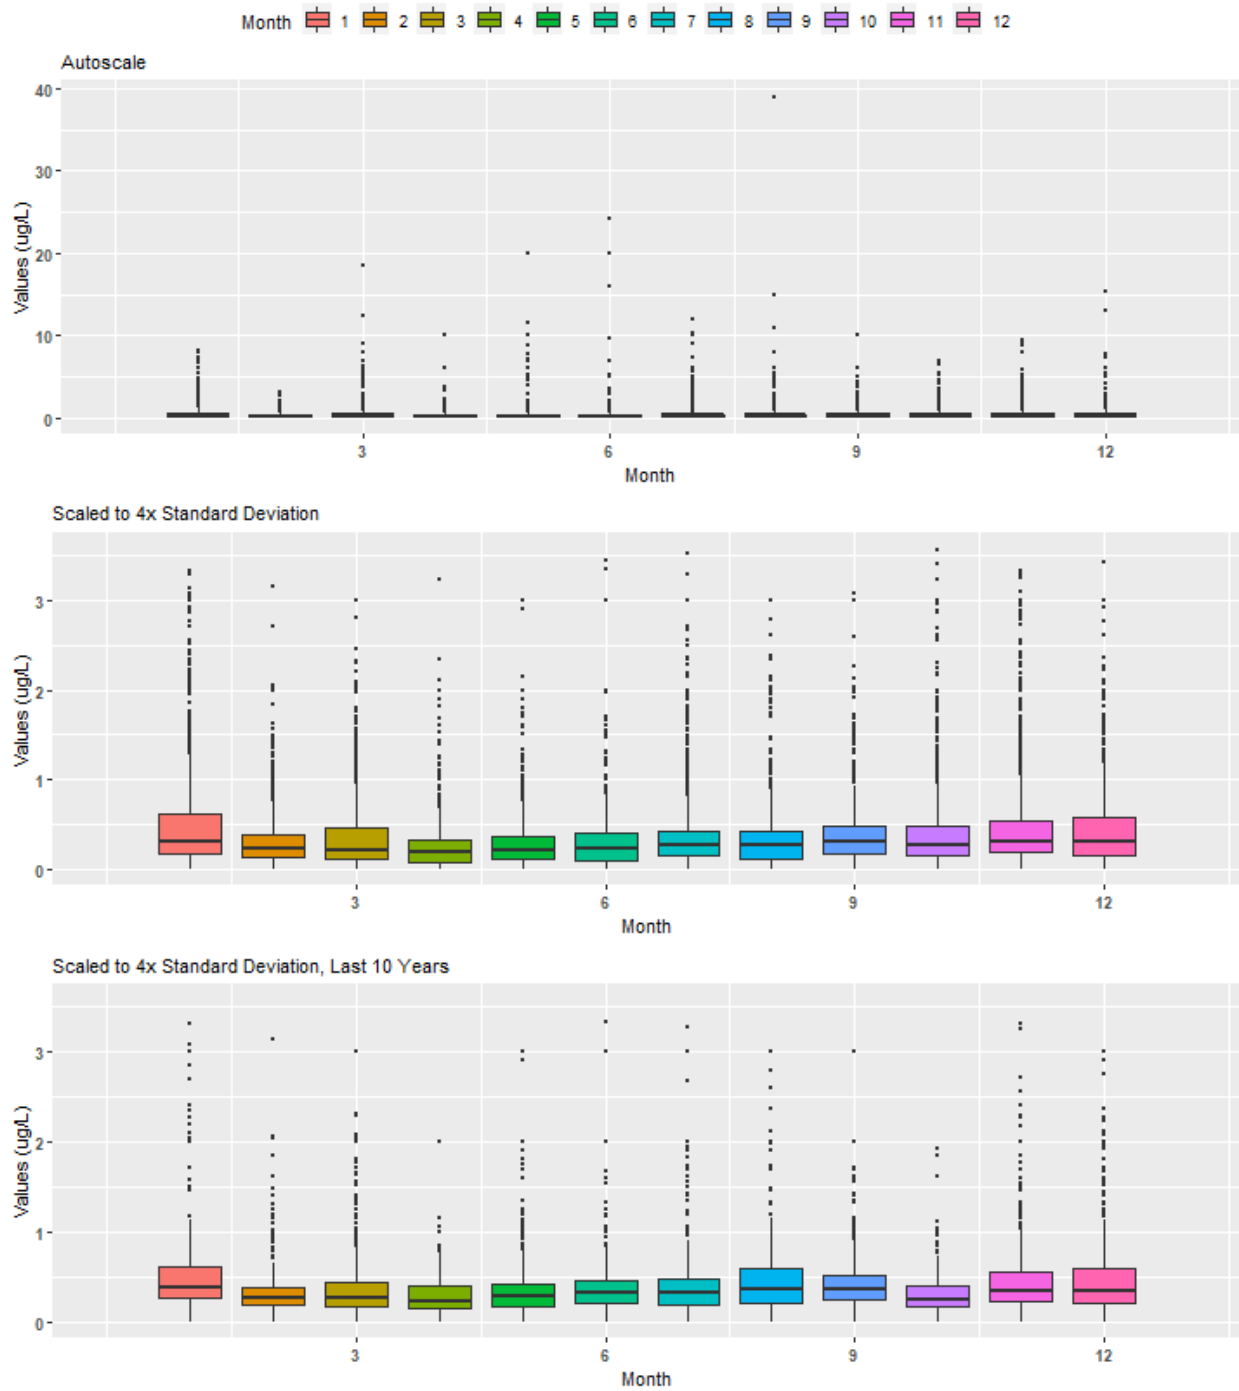 Month 1 2 3 4 5 6 7 8 9 10 11 12
Autoscale
40
30
20
10
0
Values (ug/L)
3 6 9 12
Month
Scaled to 4x Standard Deviation
3
2
1
0
Values (ug/L)
3 6 9 12
Month
Scaled to 4x Standard Deviation, Last 10 Years
3
2
1
0
Values (ug/L)
3 6 9 12
Month